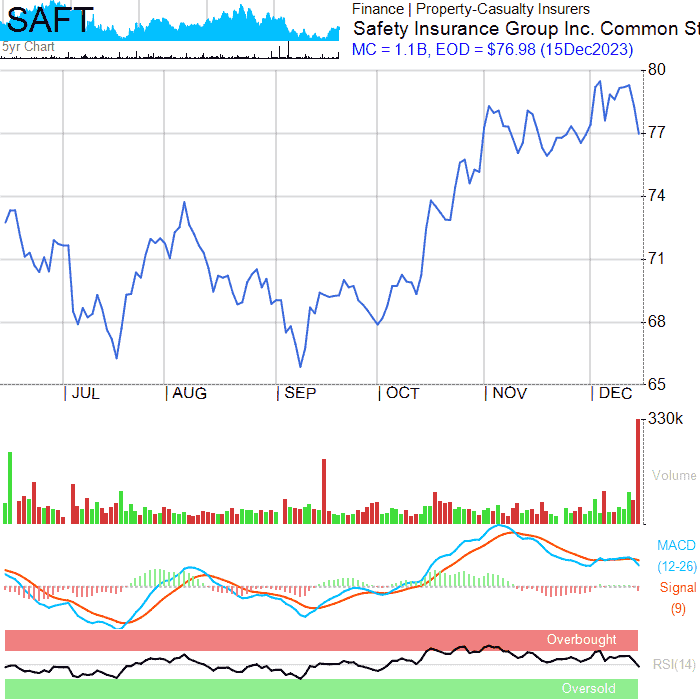 SAFT
5yr Chart
Finance | Property-Casualty Insurers
Safety Insurance Group Inc. Common St
MC = 1.1B, EOD = $76.98 (15Dec2023)
80
77
74
71
68
65
JUL AUG SEP OCT NOV DEC
330k
Volume
MACD
(12-26)
Signal
(9)
Overbought
RSI(14)
Oversold